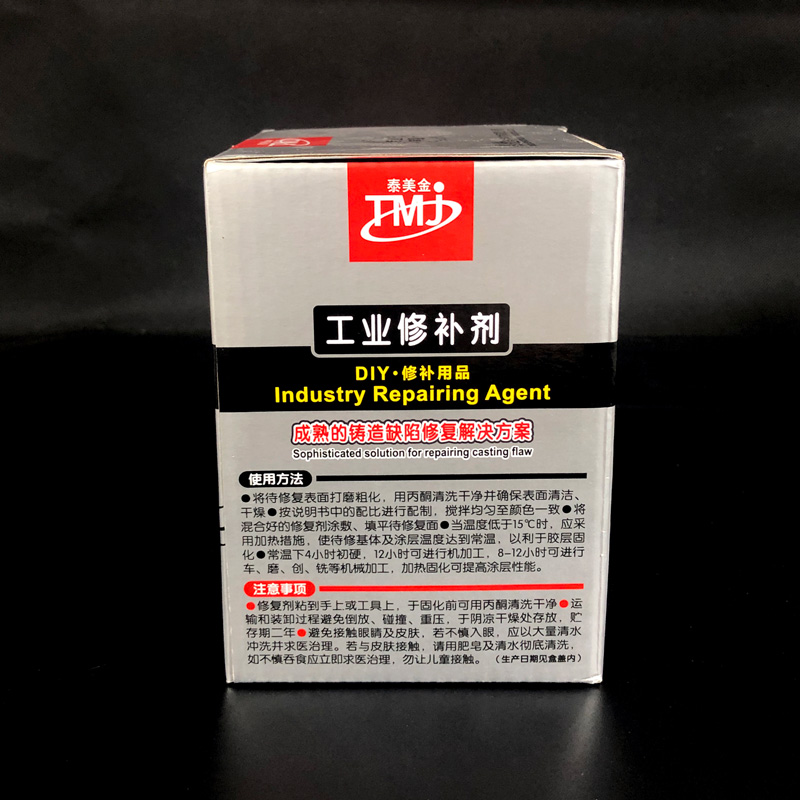 泰美金
TMJ
工业修补剂
DIY·修补用品
Industry Repairing Agent
成熟的铸造缺陷修复解决方案
Sophisticated solution for repairing casting flaw
使用方法
●将待修复表面打磨粗化，用丙酮清洗干净并确保表面清洁、
干燥●按说明书中的配比进行配制，搅拌均匀至颜色一致●将
混合好的修复剂涂敷、填平待修复面●当温度低于15℃时，应采
用加热措施，使待修基体及涂层温度达到常温，以利于胶层固
化●常温下4小时初硬，12小时可进行机加工，8-12小时可进行
车、磨、创、铣等机械加工，加热固化可提高涂层性能。
注意事项
●修复剂粘到手上或工具上，于固化前可用丙酮清洗干净●运
输和装卸过程避免倒放、碰撞、重压，于阴凉干燥处存放，贮
存期二年●避免接触眼睛及皮肤，若不慎入眼，应以大量清水
冲洗并求医治理。若与皮肤接触，请用肥皂及清水彻底清洗，
如不慎吞食应立即求医治理，勿让儿童接触。（生产日期见盒盖内）